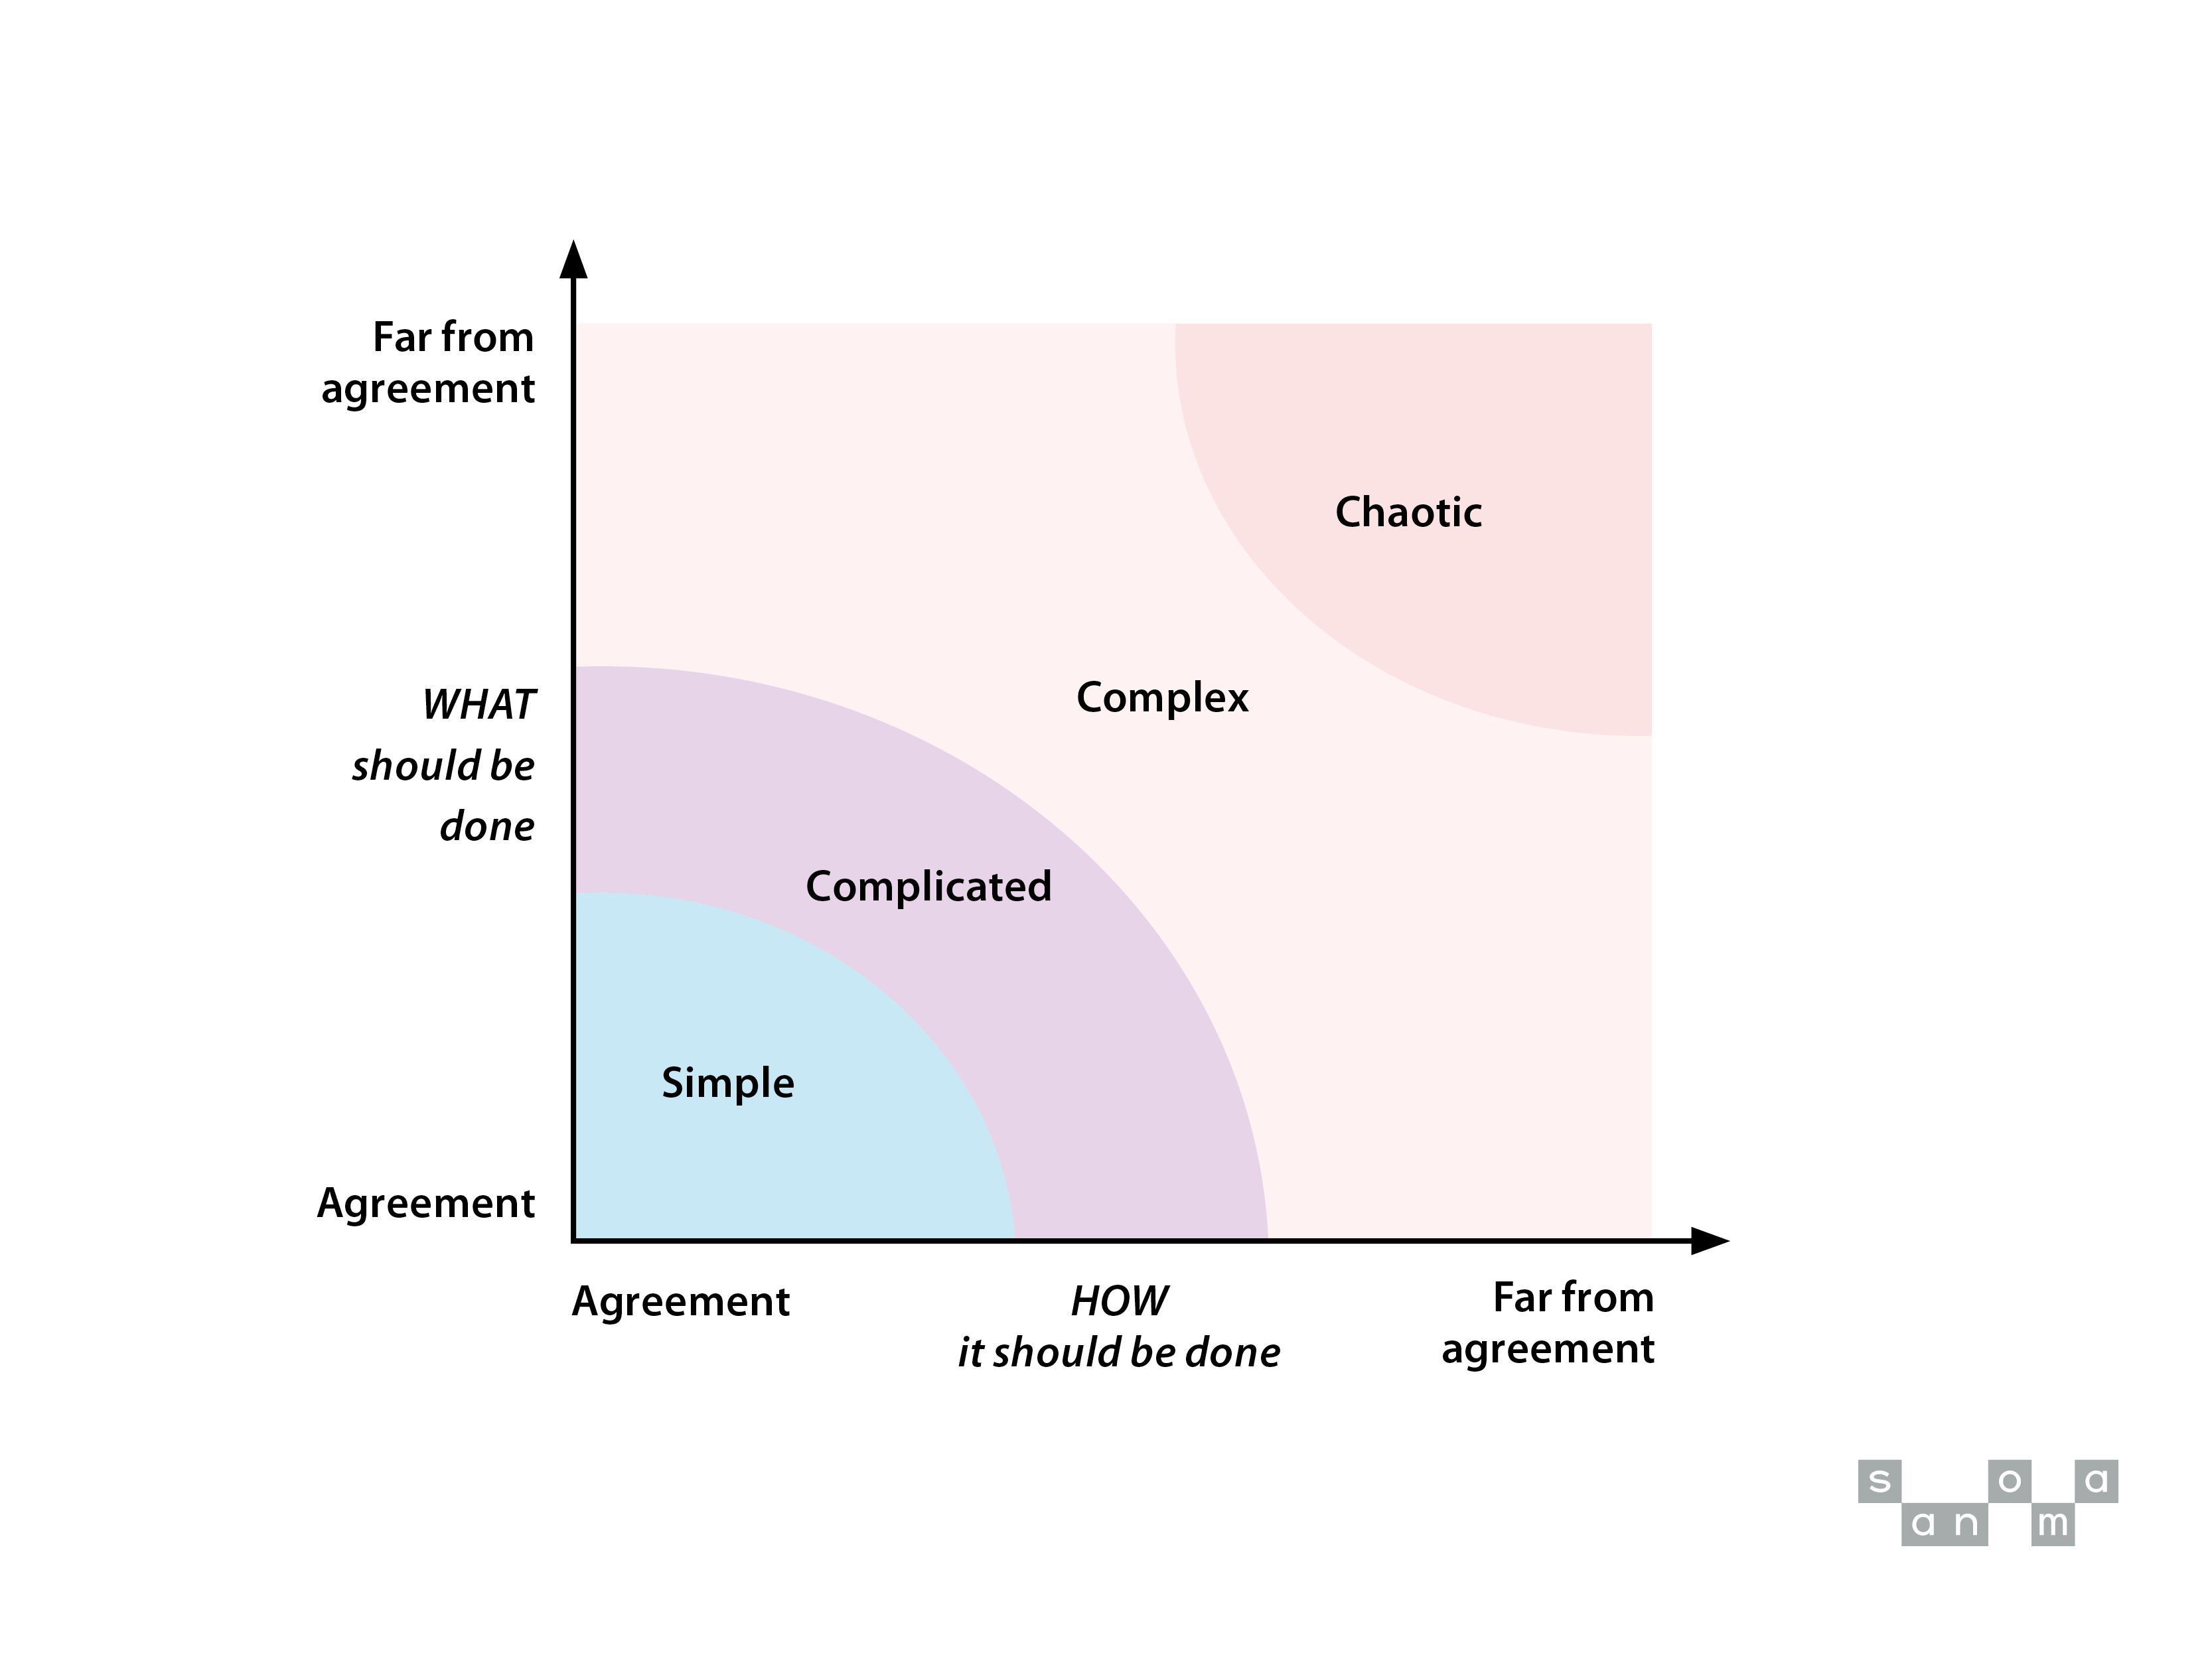 Far from
agreement
Chaotic
WHAT
should be
done
Complex
Complicated
Simple
Agreement
Agreement
HOW
it should be done
Far from
agreement
sanoma